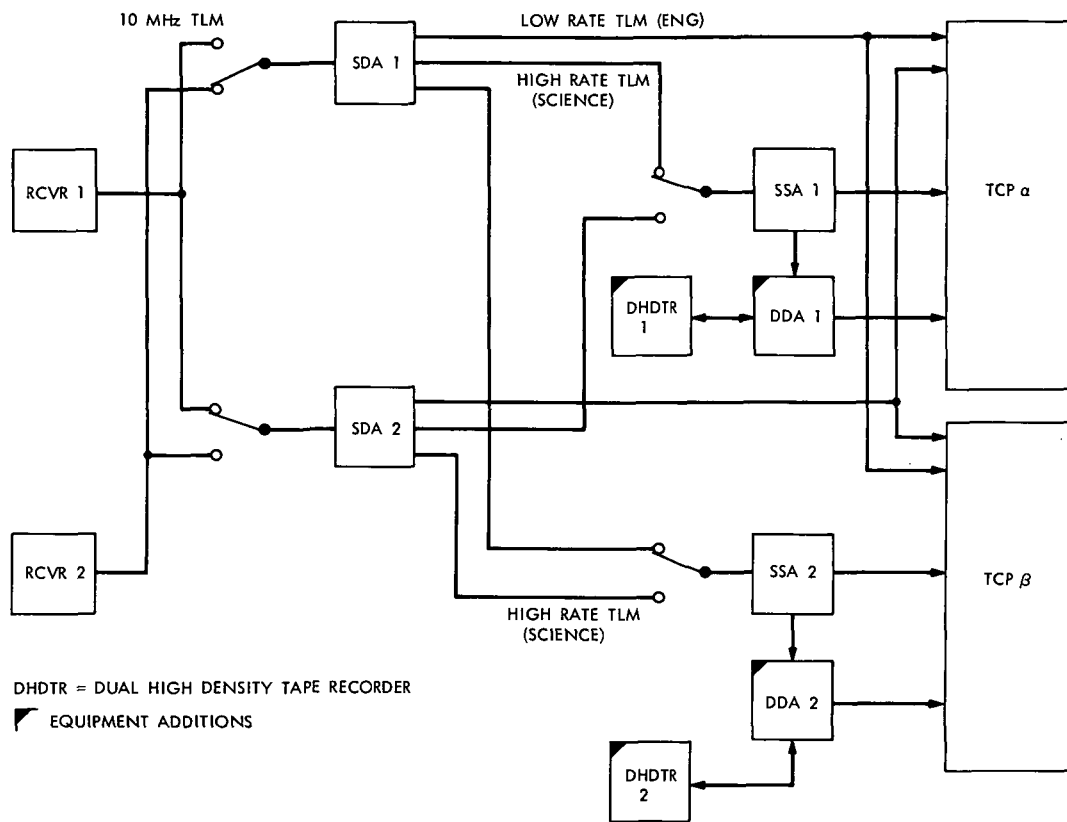 10 MHz TLM
LOW RATE TLM (ENG)
SDA 1
HIGH RATE TLM
(SCIENCE)
RCVR 1
SSA 1
TCP α
DHDTR
1
DDA 1
SDA 2
RCVR 2
SSA 2
TCP β
HIGH RATE TLM
(SCIENCE)
DHDTR = DUAL HIGH DENSITY TAPE RECORDER
EQUIPMENT ADDITIONS
DDA 2
DHDTR
2